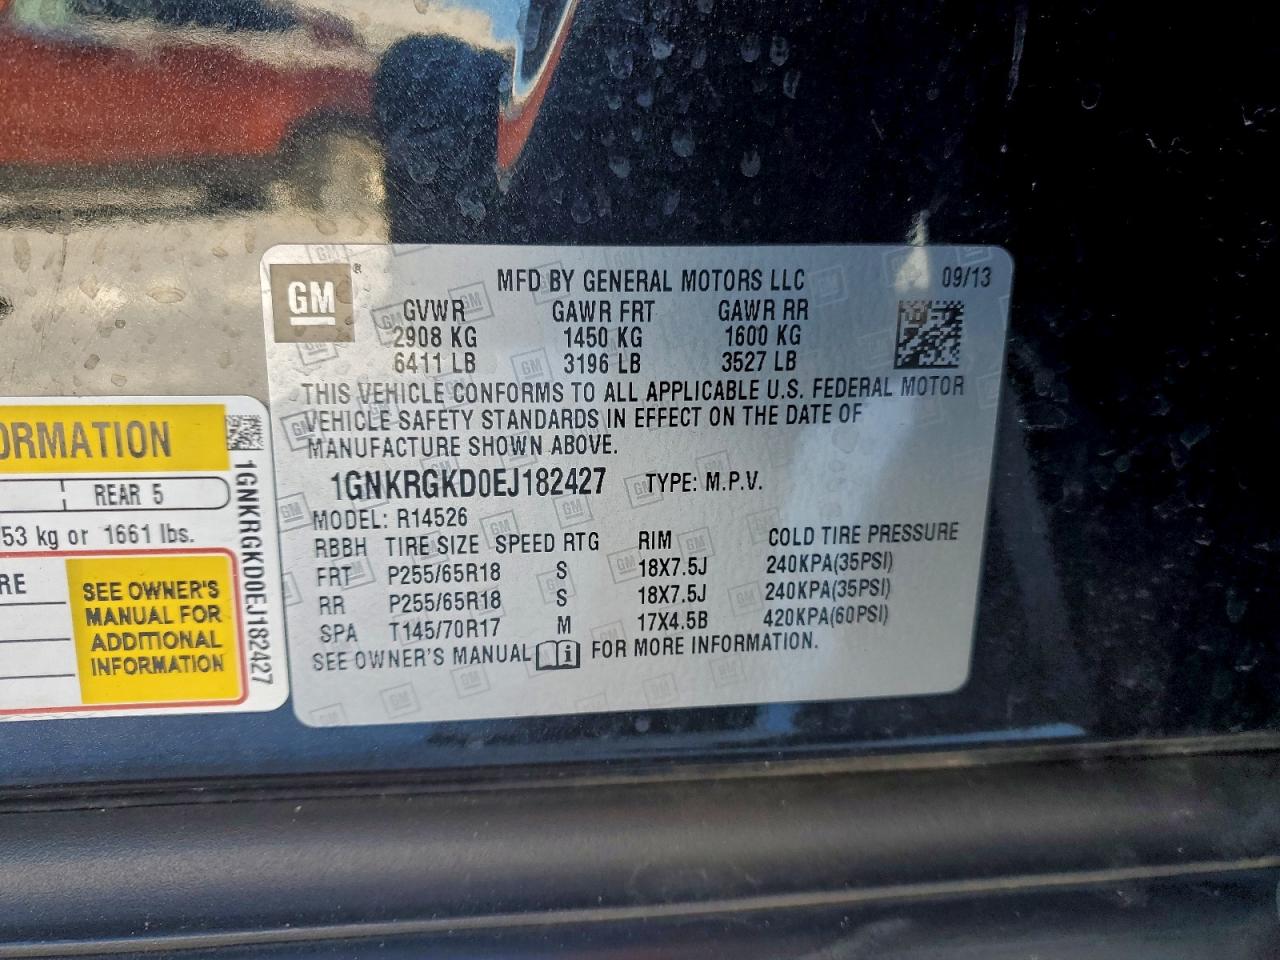 GM
®
MFD BY GENERAL MOTORS LLC
09/13
GVWR GAWR FRT GAWR RR
2908 KG 1450 KG 1600 KG
6411 LB 3196 LB 3527 LB
THIS VEHICLE CONFORMS TO ALL APPLICABLE U.S. FEDERAL MOTOR
VEHICLE SAFETY STANDARDS IN EFFECT ON THE DATE OF
MANUFACTURE SHOWN ABOVE.
1GNKRGKD0EJ182427 TYPE: M.P.V.
MODEL: R14526
RBBH TIRE SIZE SPEED RTG RIM COLD TIRE PRESSURE
FRT P255/65R18 S 18X7.5J 240KPA(35PSI)
RR P255/65R18 S 18X7.5J 240KPA(35PSI)
SPA T145/70R17 M 17X4.5B 420KPA(60PSI)
SEE OWNER'S MANUAL i FOR MORE INFORMATION.
ORMATION
REAR 5
53 kg or 1661 lbs.
RE
SEE OWNER'S
MANUAL FOR
ADDITIONAL
INFORMATION
1GNKRGKD0EJ182427